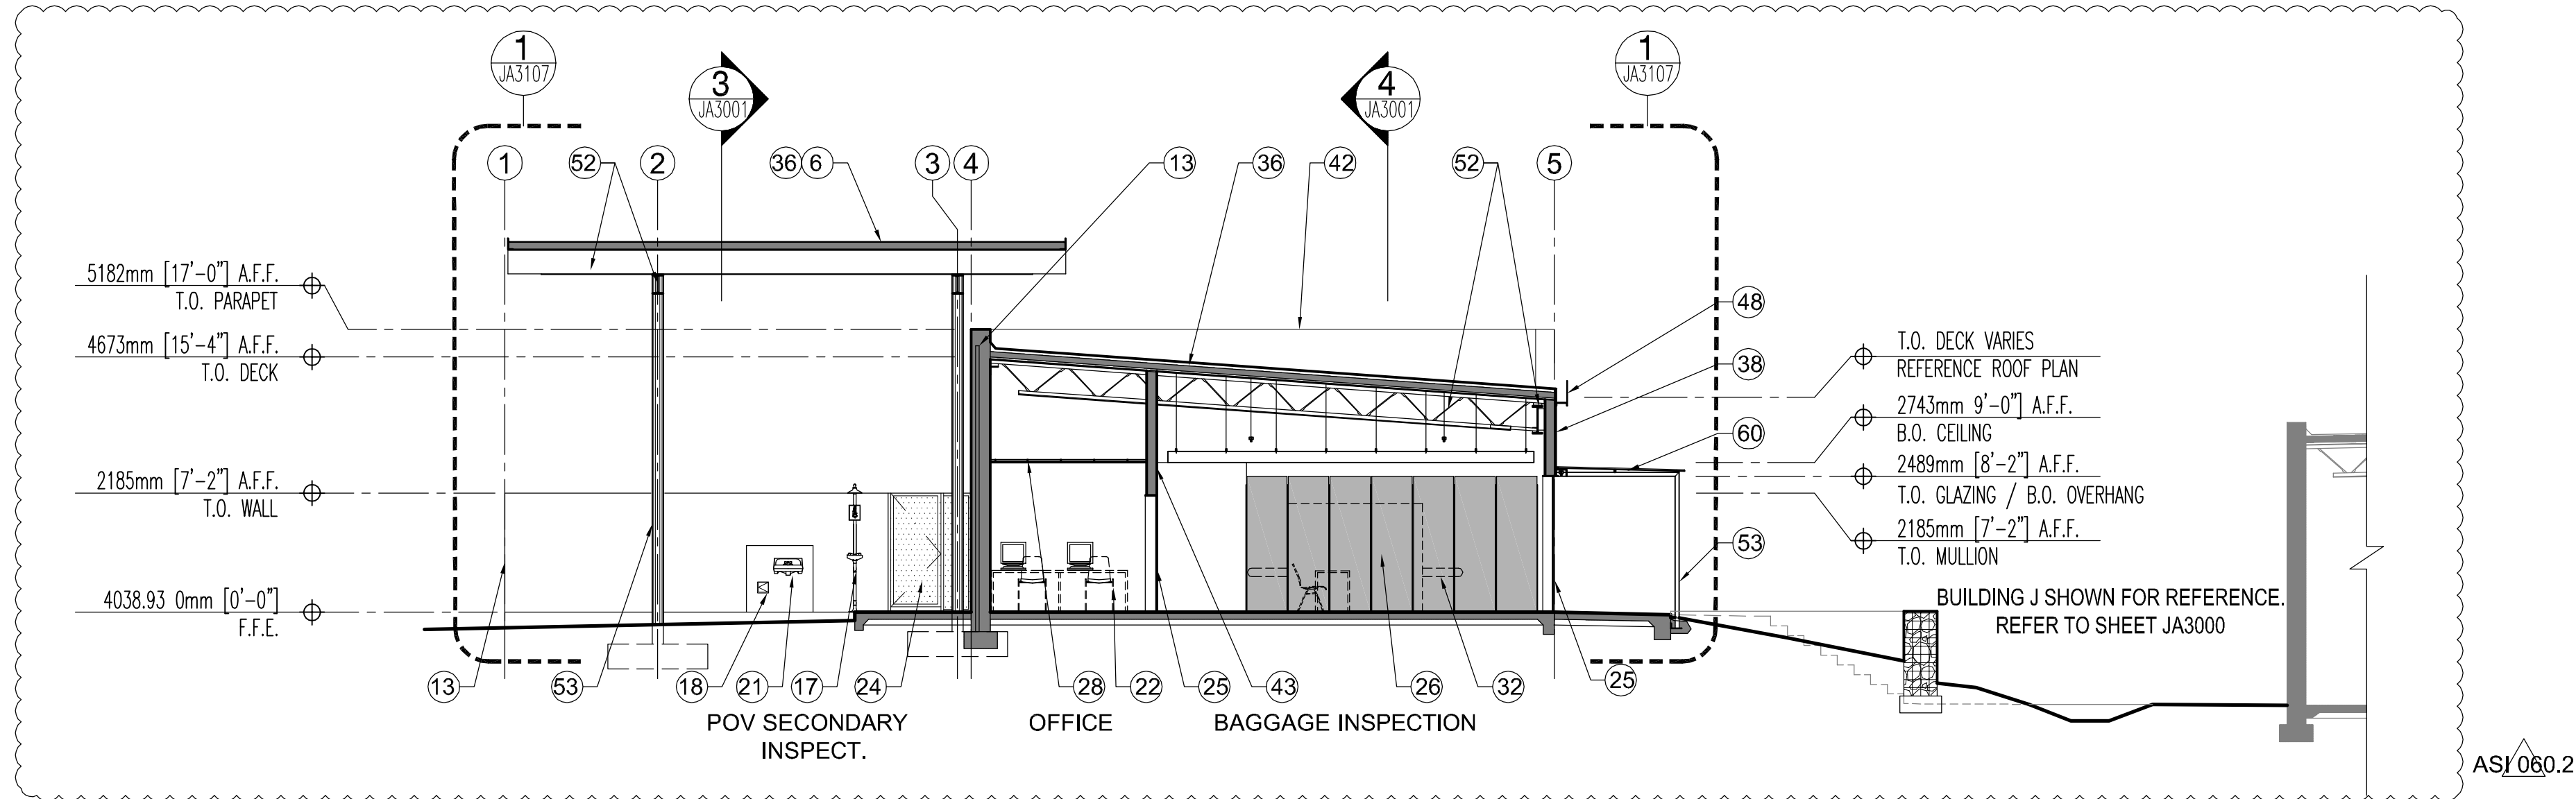 1
JA3107
3
JA3001
4
JA3001
1
JA3107
1
52
2
36
6
3
4
13
36
42
52
5
5182mm [17'-0"] A.F.F.
T.O. PARAPET
4673mm [15'-4"] A.F.F.
T.O. DECK
2185mm [7'-2"] A.F.F.
T.O. WALL
4038.93 0mm [0'-0"]
F.F.E.
48
38
60
53
T.O. DECK VARIES
REFERENCE ROOF PLAN
2743mm 9'-0"] A.F.F.
B.O. CEILING
2489mm [8'-2"] A.F.F.
T.O. GLAZING / B.O. OVERHANG
2185mm [7'-2"] A.F.F.
T.O. MULLION
BUILDING J SHOWN FOR REFERENCE.
REFER TO SHEET JA3000
13
53
18
21
17
24
28
22
25
43
26
32
25
POV SECONDARY
INSPECT.
OFFICE
BAGGAGE INSPECTION
ASI 060.2